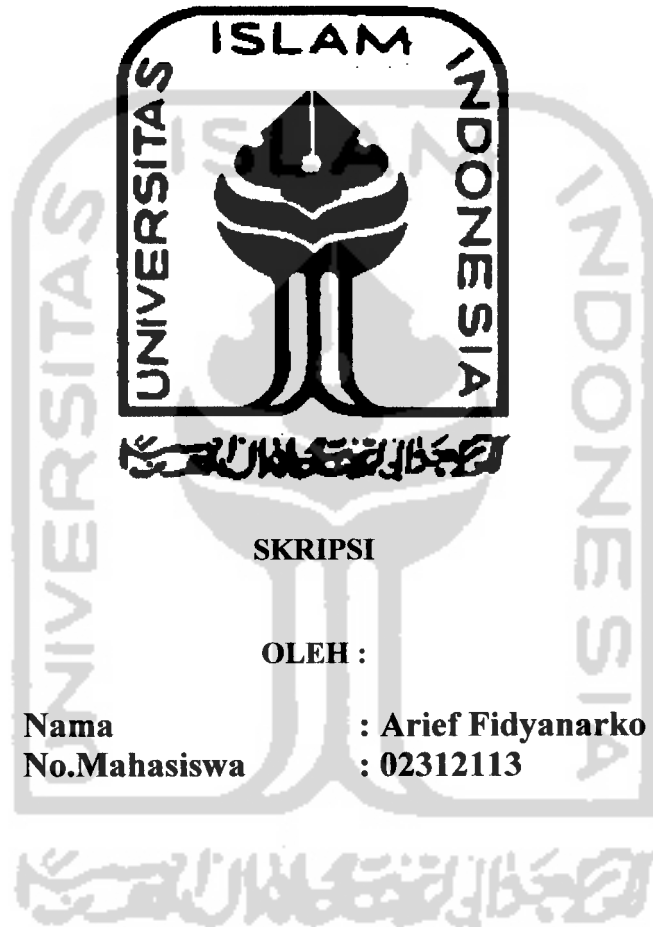 UNIVERSITAS ISLAM INDONESIA
SKRIPSI
OLEH :
Nama : Arief Fidyanarko
No.Mahasiswa : 02312113